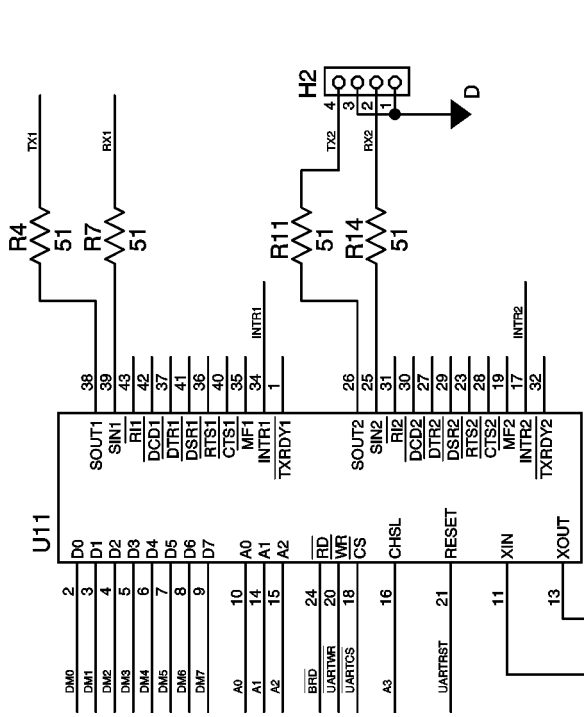 R4
TX1
U11
51
DM0 2 D0
DM1 3 D1 SOUT1 38 R7
DM2 4 D2 SIN1 39 RX1
DM3 5 D3 RI1 43 51
DM4 6 D4 DCD1 42
DM5 7 D5 DTR1 37
DM6 8 D6 DSR1 41
DM7 9 D7 RTS1 36
CTS1 40
A0 10 A0 MF1 35
A1 14 A1 INTR1 34 INTR1
A2 15 A2 TXRDY1 1
R11 H2
BRD 24 RD 51 TX2 4
UARTWR 20 WR
UARTCS 18 CS SOUT2 26 R14 3
SIN2 25 RX2 2
A3 16 CHSL RI2 31 51 1
DCD2 30
DTR2 27
UARTRST 21 RESET DSR2 29
RTS2 23 D
CTS2 28
11 XIN MF2 19
INTR2 17 INTR2
TXRDY2 32
13 XOUT